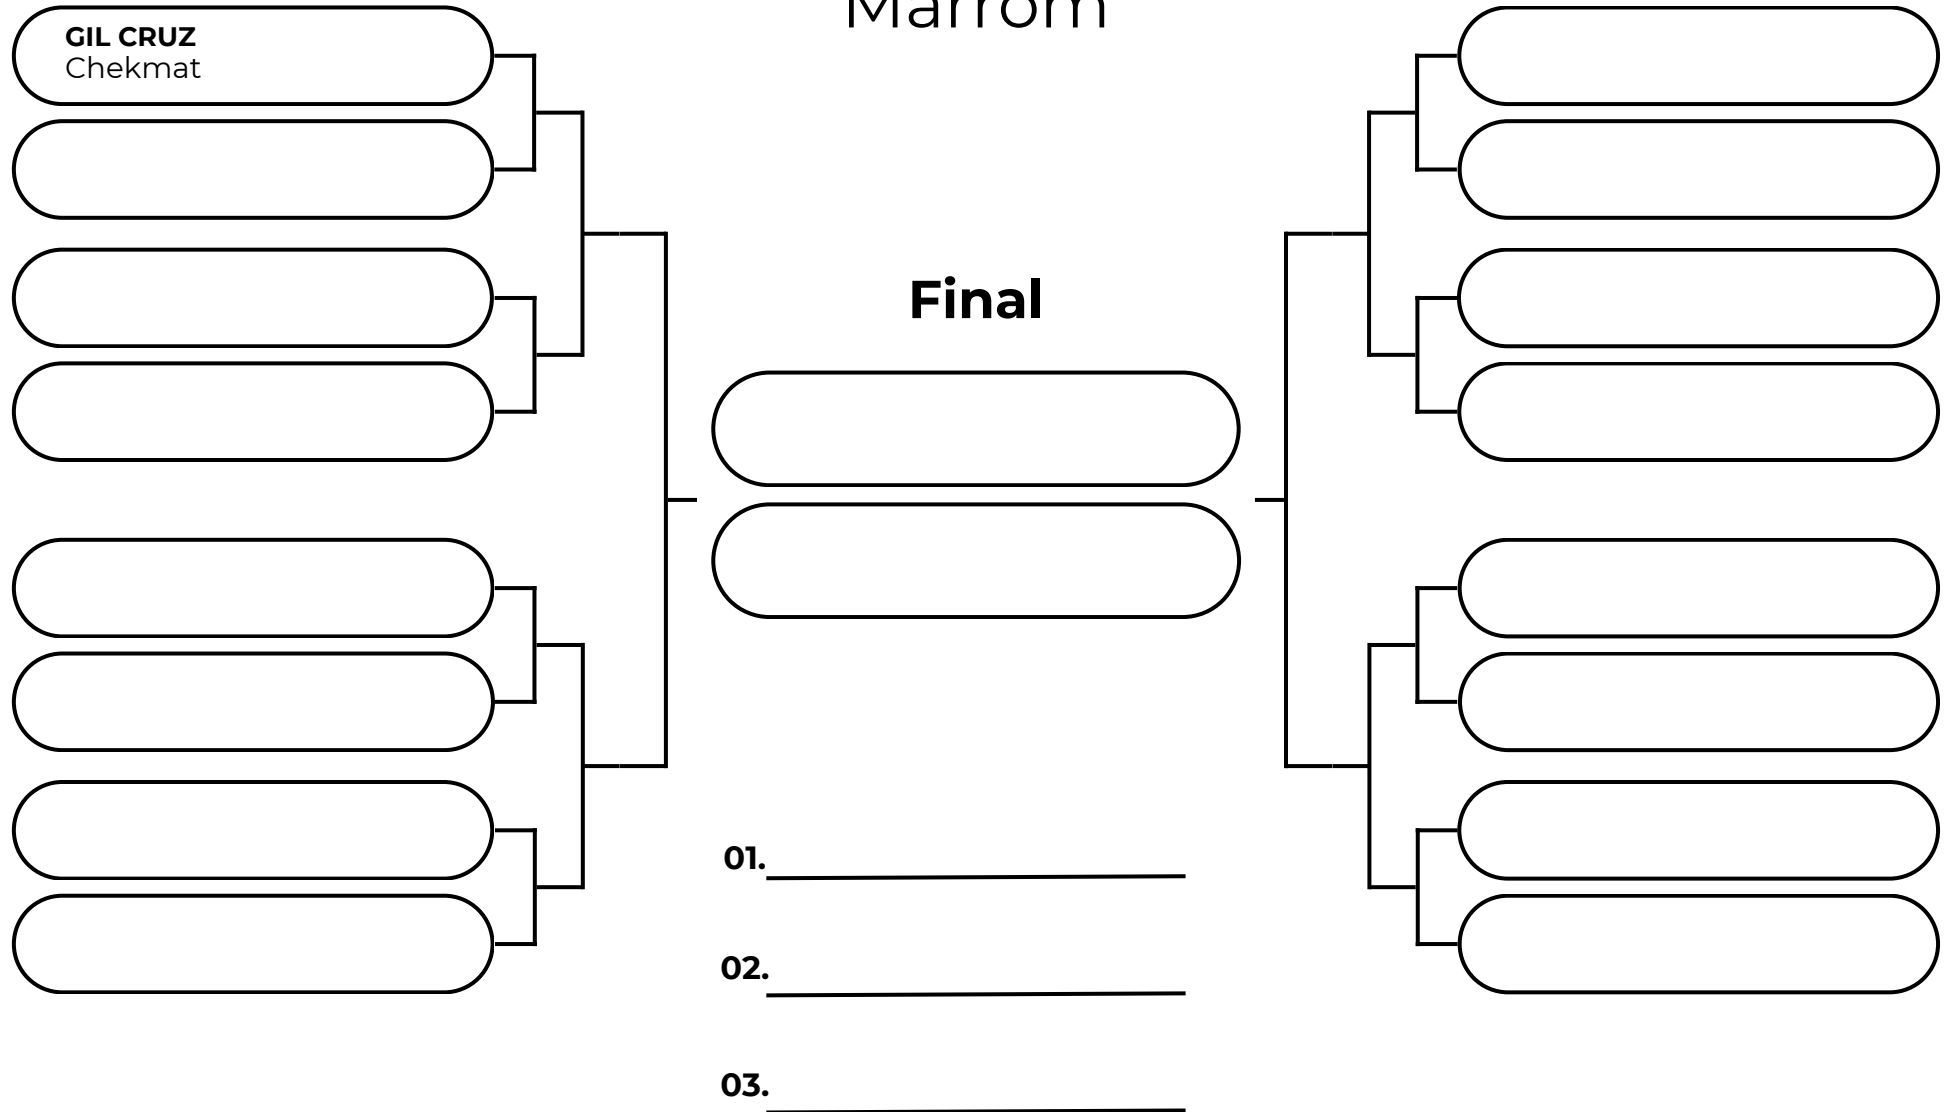 Marrom
GIL CRUZ
Chekmat
Final
01.
02.
03.